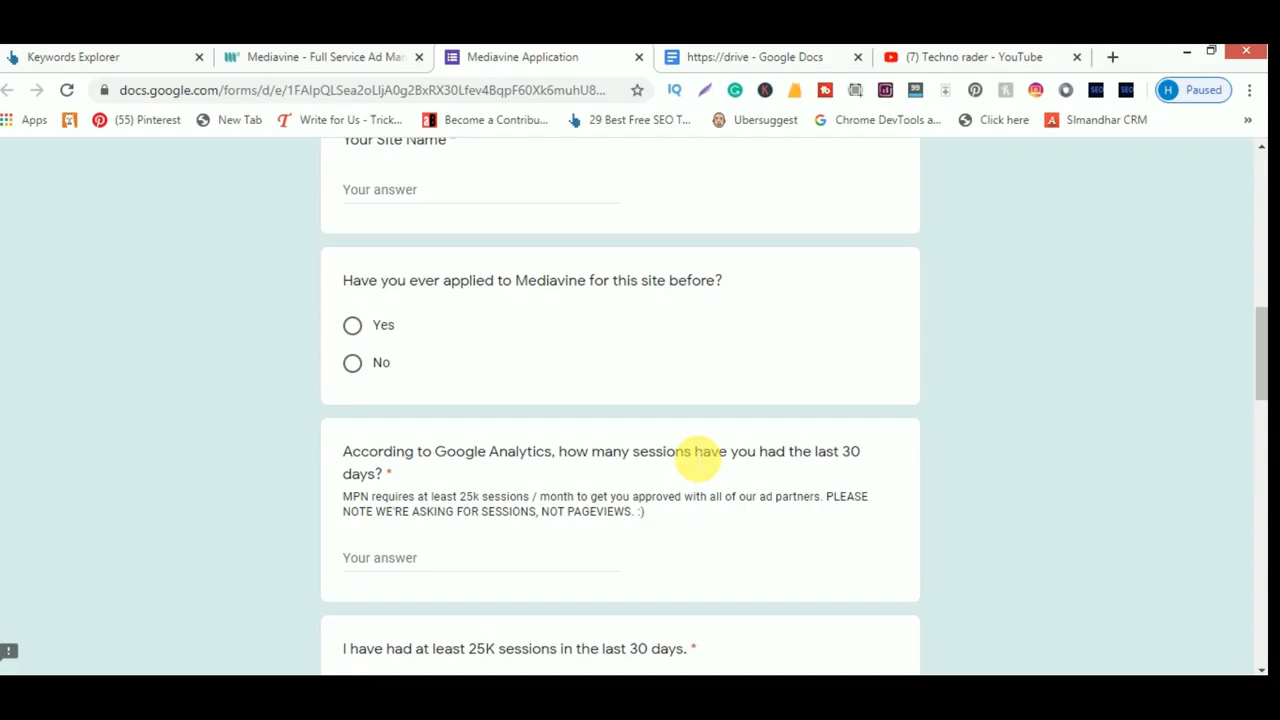 Keywords Explorer
Mediavine - Full Service Ad Mar
Mediavine Application
https://drive - Google Docs
(7) Techno rader - YouTube
docs.google.com/forms/d/e/1FAIpQLSea2oLIjA0g2BxRX30Lfev4BqpF60Xk6muhU8...
IQ
99
SEO
SEO
H Paused
Apps
(55) Pinterest
New Tab
Write for Us - Trick...
Become a Contribu...
29 Best Free SEO T...
Ubersuggest
Chrome DevTools a...
Click here
SImandhar CRM
»
Your Site Name *
Your answer
Have you ever applied to Mediavine for this site before?
Yes
No
According to Google Analytics, how many sessions have you had the last 30
days? *
MPN requires at least 25k sessions / month to get you approved with all of our ad partners. PLEASE
NOTE WE'RE ASKING FOR SESSIONS, NOT PAGEVIEWS. :)
Your answer
I have had at least 25K sessions in the last 30 days. *